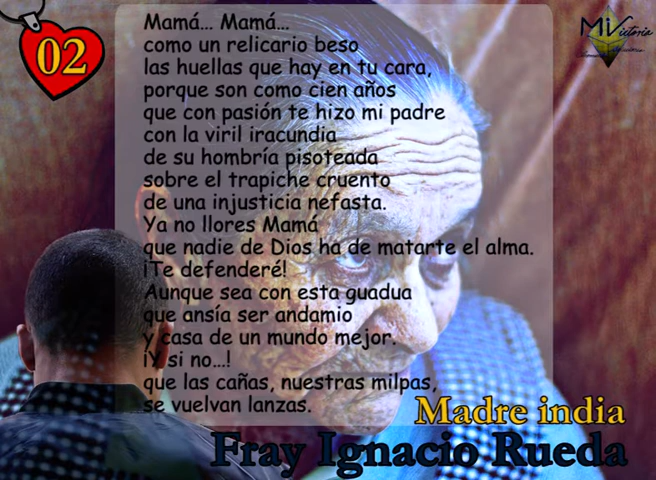 02
MiVictoria
Mamá... Mamá...
como un relicario beso
las huellas que hay en tu cara,
porque son como cien años
que con pasión te hizo mi padre
con la viril iracundia
de su hombría pisoteada
sobre el trapiche cruento
de una injusticia nefasta.
Ya no llores Mamá
que nadie de Dios ha de matarte el alma.
¡Te defenderé!
Aunque sea con esta guadua
que ansía ser andamio
y casa de un mundo mejor.
¡Y si no...!
que las cañas, nuestras milpas,
se vuelvan lanzas.
Madre india
Fray Ignacio Rueda